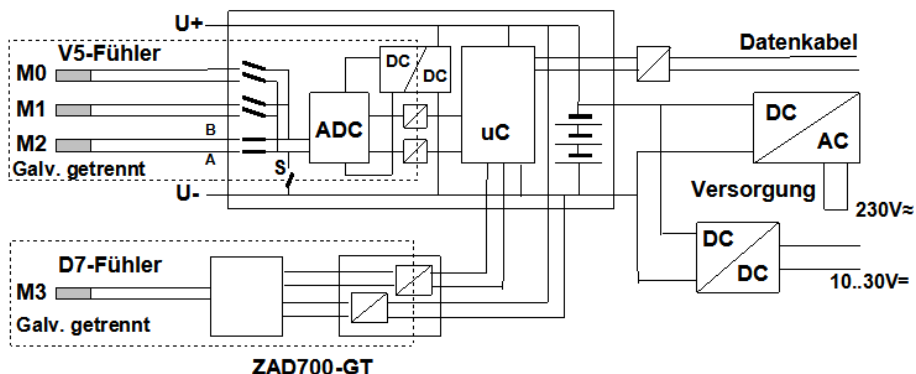 U+
V5-Fühler
M0
M1
M2
B
A
Galv. getrennt
S
U-
ADC
DC
DC
uC
Datenkabel
DC
AC
Versorgung
230V≈
DC
DC
10..30V=
D7-Fühler
M3
Galv. getrennt
ZAD700-GT